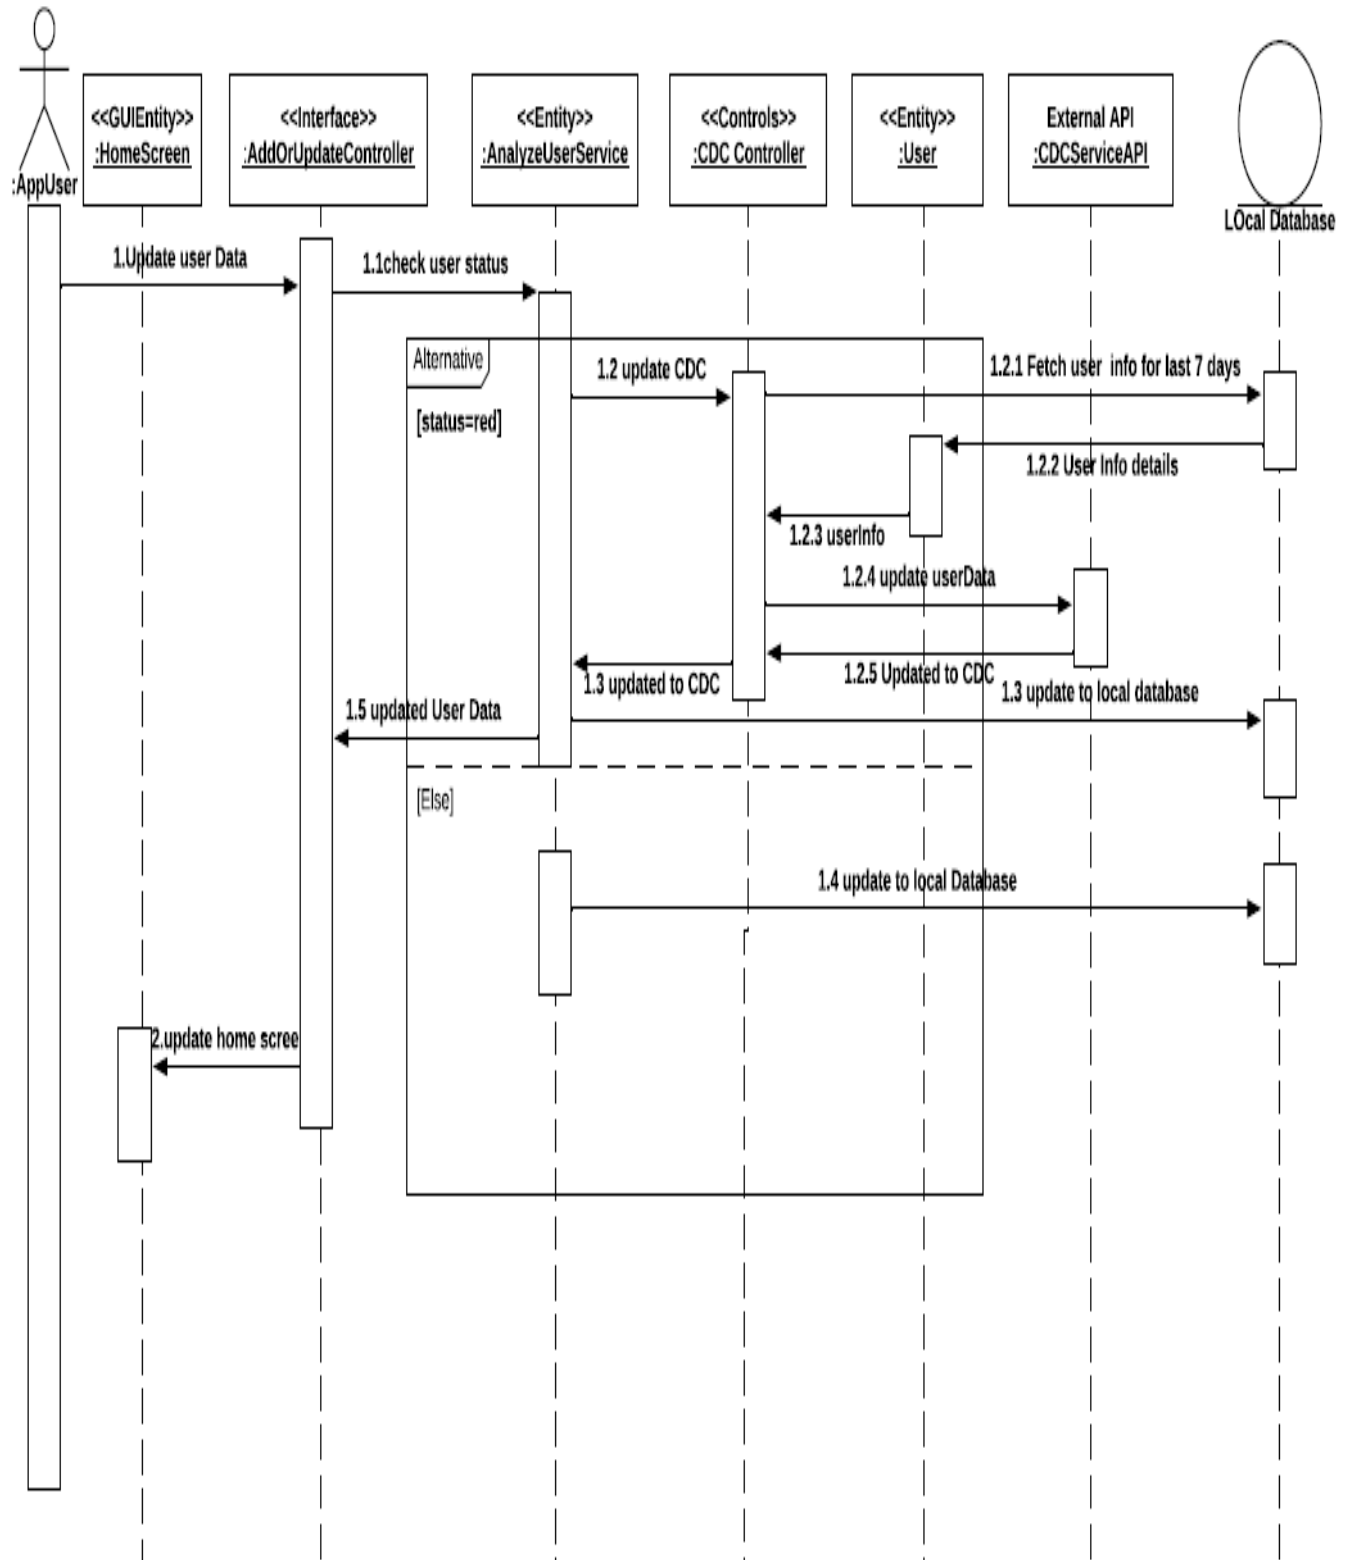 <<GUIEntity>>
:HomeScreen
<<Interface>>
:AddOrUpdateController
<<Entity>>
:AnalyzeUserService
<<Controls>>
:CDC Controller
<<Entity>>
:User
External API
:CDCServiceAPI
:AppUser
LOcal Database
1.Update user Data
1.1check user status
Alternative
[status=red]
1.2 update CDC
1.2.1 Fetch user info for last 7 days
1.2.2 User Info details
1.2.3 userInfo
1.2.4 update userData
1.2.5 Updated to CDC
1.3 updated to CDC
1.3 update to local database
1.5 updated User Data
[Else]
1.4 update to local Database
2.update home scree